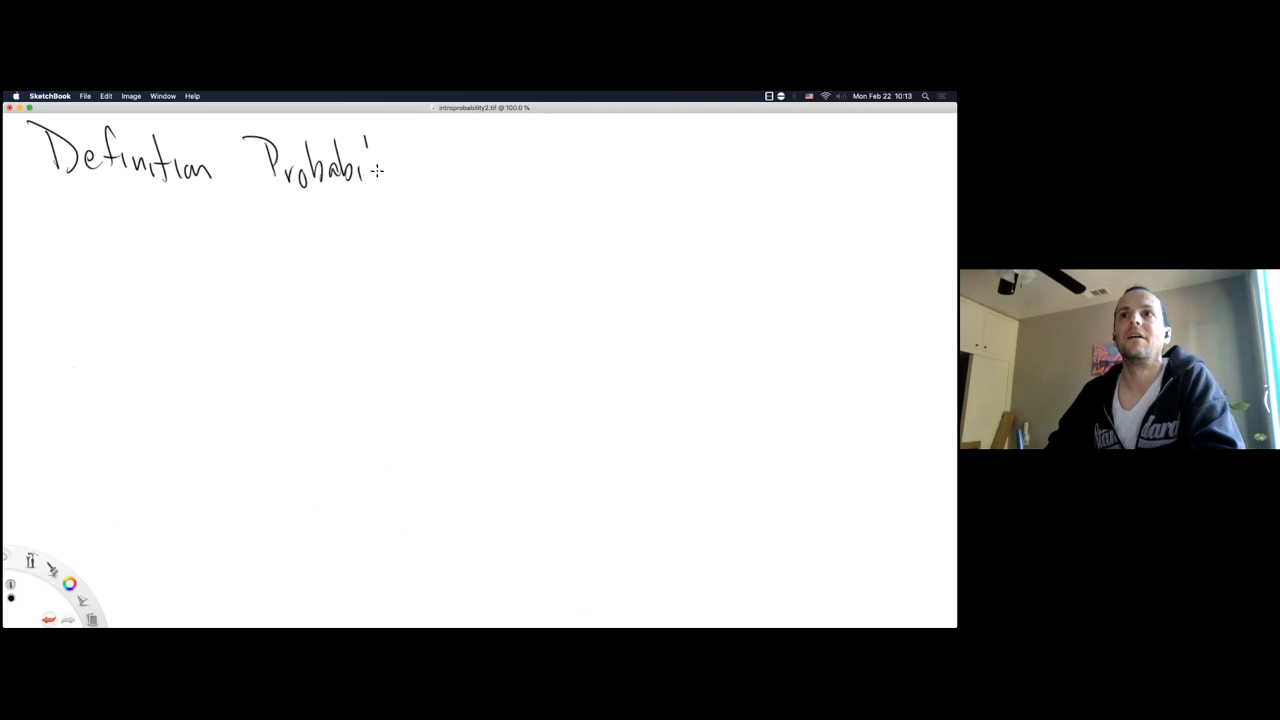 SketchBook File Edit Image Window Help Mon Feb 22 10:13
introprobability2.tif @ 100.0 %
Definition Probabi